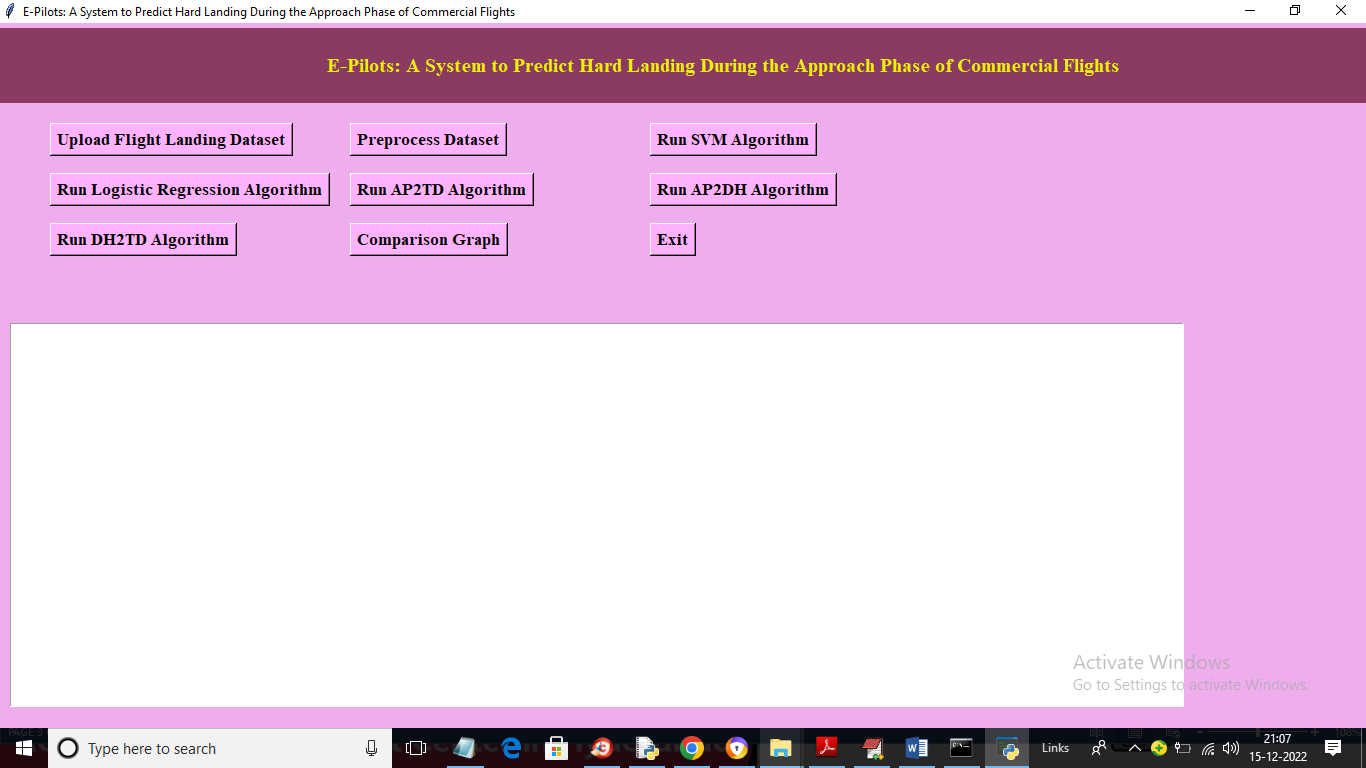 E-Pilots: A System to Predict Hard Landing During the Approach Phase of Commercial Flights
E-Pilots: A System to Predict Hard Landing During the Approach Phase of Commercial Flights
Upload Flight Landing Dataset Preprocess Dataset Run SVM Algorithm
Run Logistic Regression Algorithm Run AP2TD Algorithm Run AP2DH Algorithm
Run DH2TD Algorithm Comparison Graph Exit
Activate Windows
Go to Settings to activate Windows.
Type here to search
Links
21:07
15-12-2022